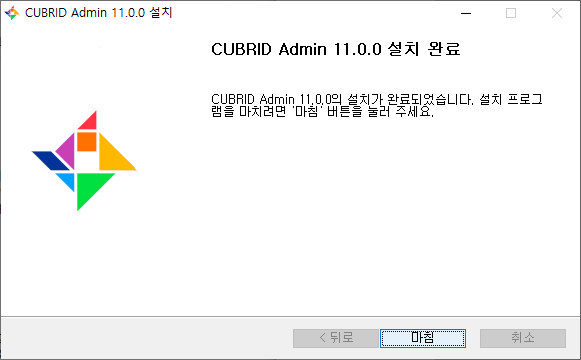 CUBRID Admin 11.0.0 설치
CUBRID Admin 11.0.0 설치 완료
CUBRID Admin 11.0.0의 설치가 완료되었습니다. 설치 프로그
램을 마치려면 '마침' 버튼을 눌러 주세요.
< 뒤로
마침
취소